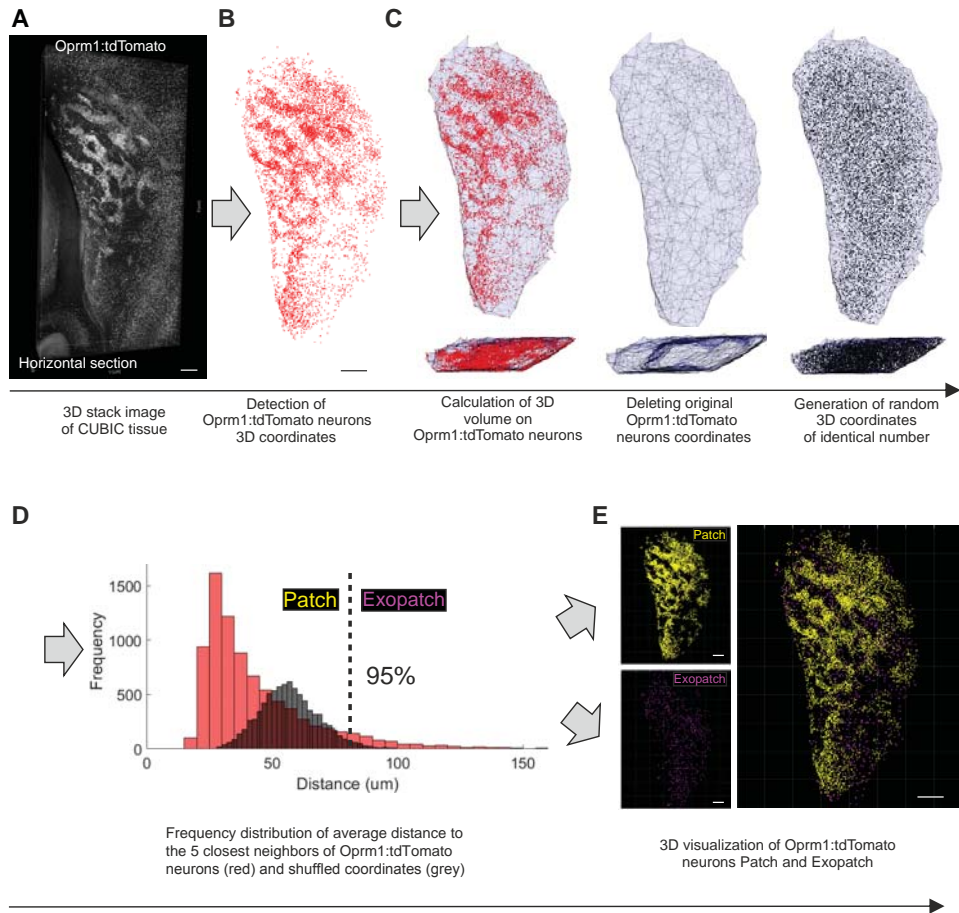 A
B
C
Oprm1:tdTomato
Horizontal section
3D stack image
of CUBIC tissue
Detection of
Oprm1:tdTomato neurons
3D coordinates
Calculation of 3D
volume on
Oprm1:tdTomato neurons
Deleting original
Oprm1:tdTomato
neurons coordinates
Generation of random
3D coordinates
of identical number
D
E
1500
1000
500
0
Frequency
Patch
Exopatch
95%
0
50
100
150
Distance (um)
Patch
Exopatch
Frequency distribution of average distance to
the 5 closest neighbors of Oprm1:tdTomato
neurons (red) and shuffled coordinates (grey)
3D visualization of Oprm1:tdTomato
neurons Patch and Exopatch